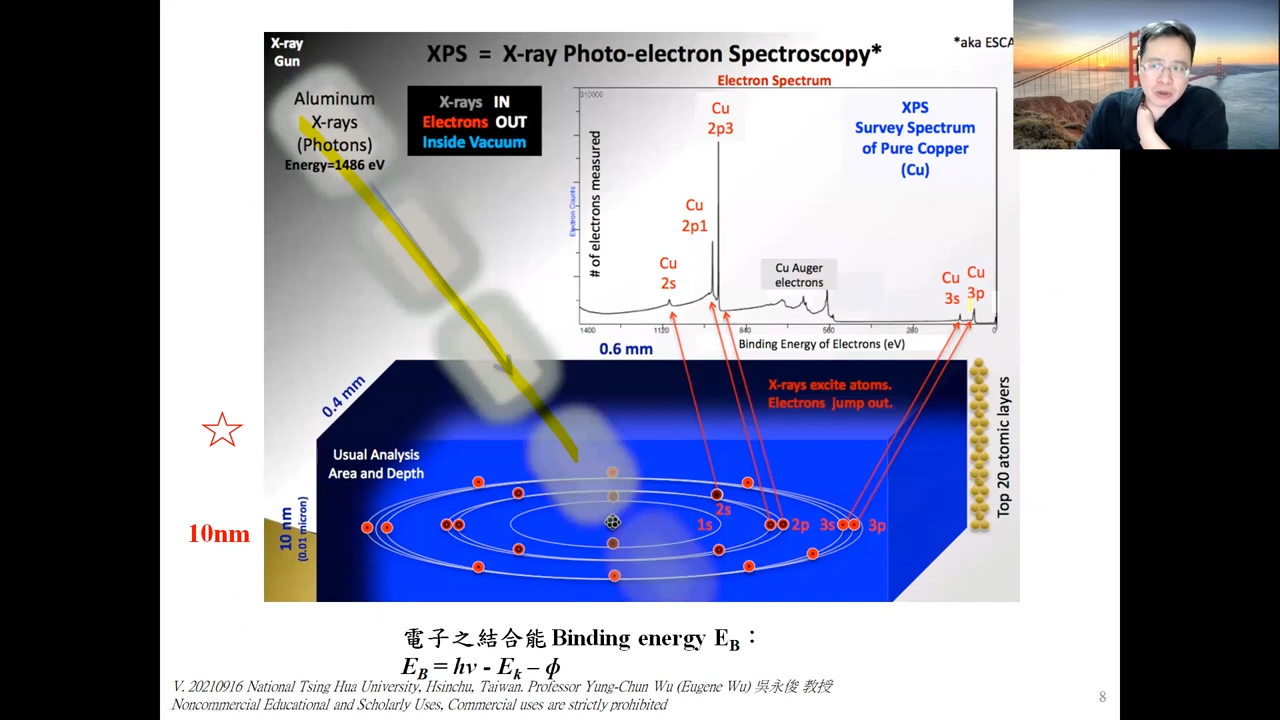 XPS = X-ray Photo-electron Spectroscopy*
*aka ESCA
X-ray
Gun
Aluminum
X-rays
(Photons)
Energy=1486 eV
X-rays IN
Electrons OUT
Inside Vacuum
Electron Spectrum
XPS
Survey Spectrum
of Pure Copper
(Cu)
# of electrons measured
Electron Counts
Cu
2p3
Cu
2p1
Cu
2s
Cu Auger
electrons
Cu
3s
Cu
3p
1400 1120 840 560 280 0
Binding Energy of Electrons (eV)
0.6 mm
0.4 mm
X-rays excite atoms.
Electrons jump out.
Usual Analysis
Area and Depth
Top 20 atomic layers
10nm
10 nm
(0.01 micron)
1s
2s
2p
3s
3p
電子之結合能 Binding energy EB：
EB = hν - Ek – ϕ
V. 20210916 National Tsing Hua University, Hsinchu, Taiwan. Professor Yung-Chun Wu (Eugene Wu) 吳永俊 教授
Noncommercial Educational and Scholarly Uses, Commercial uses are strictly prohibited
8